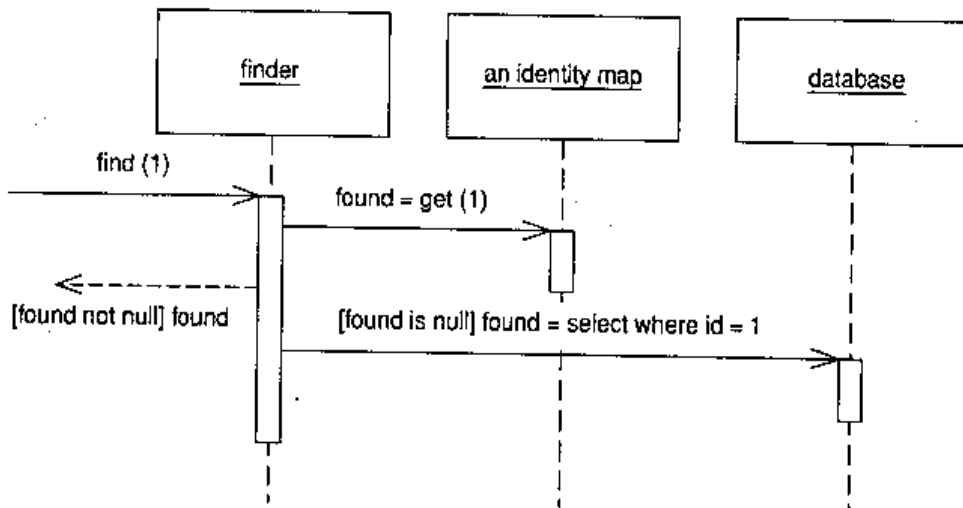 finder
an identity map
database
find (1)
found = get (1)
[found not null] found
[found is null] found = select where id = 1